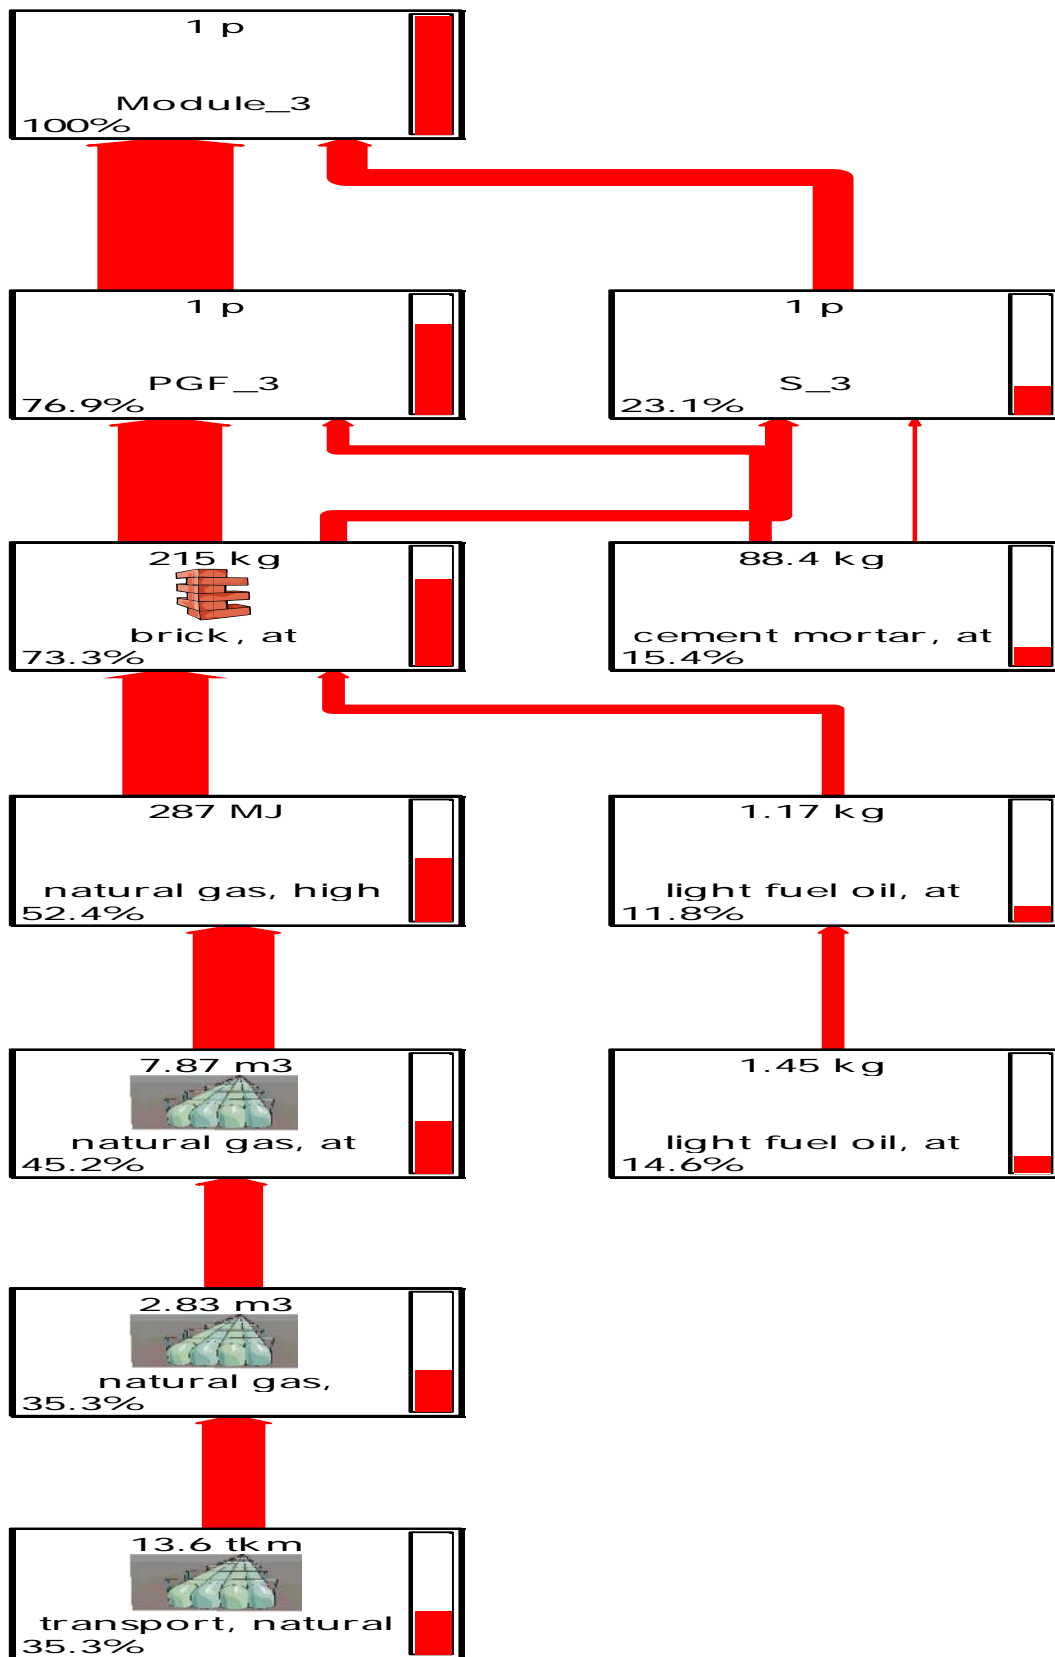 1 p
Module_3
100%
1 p
PGF_3
76.9%
1 p
S_3
23.1%
215 kg
brick, at
73.3%
88.4 kg
cement mortar, at
15.4%
287 MJ
natural gas, high
52.4%
1.17 kg
light fuel oil, at
11.8%
7.87 m3
natural gas, at
45.2%
1.45 kg
light fuel oil, at
14.6%
2.83 m3
natural gas,
35.3%
13.6 tkm
transport, natural
35.3%